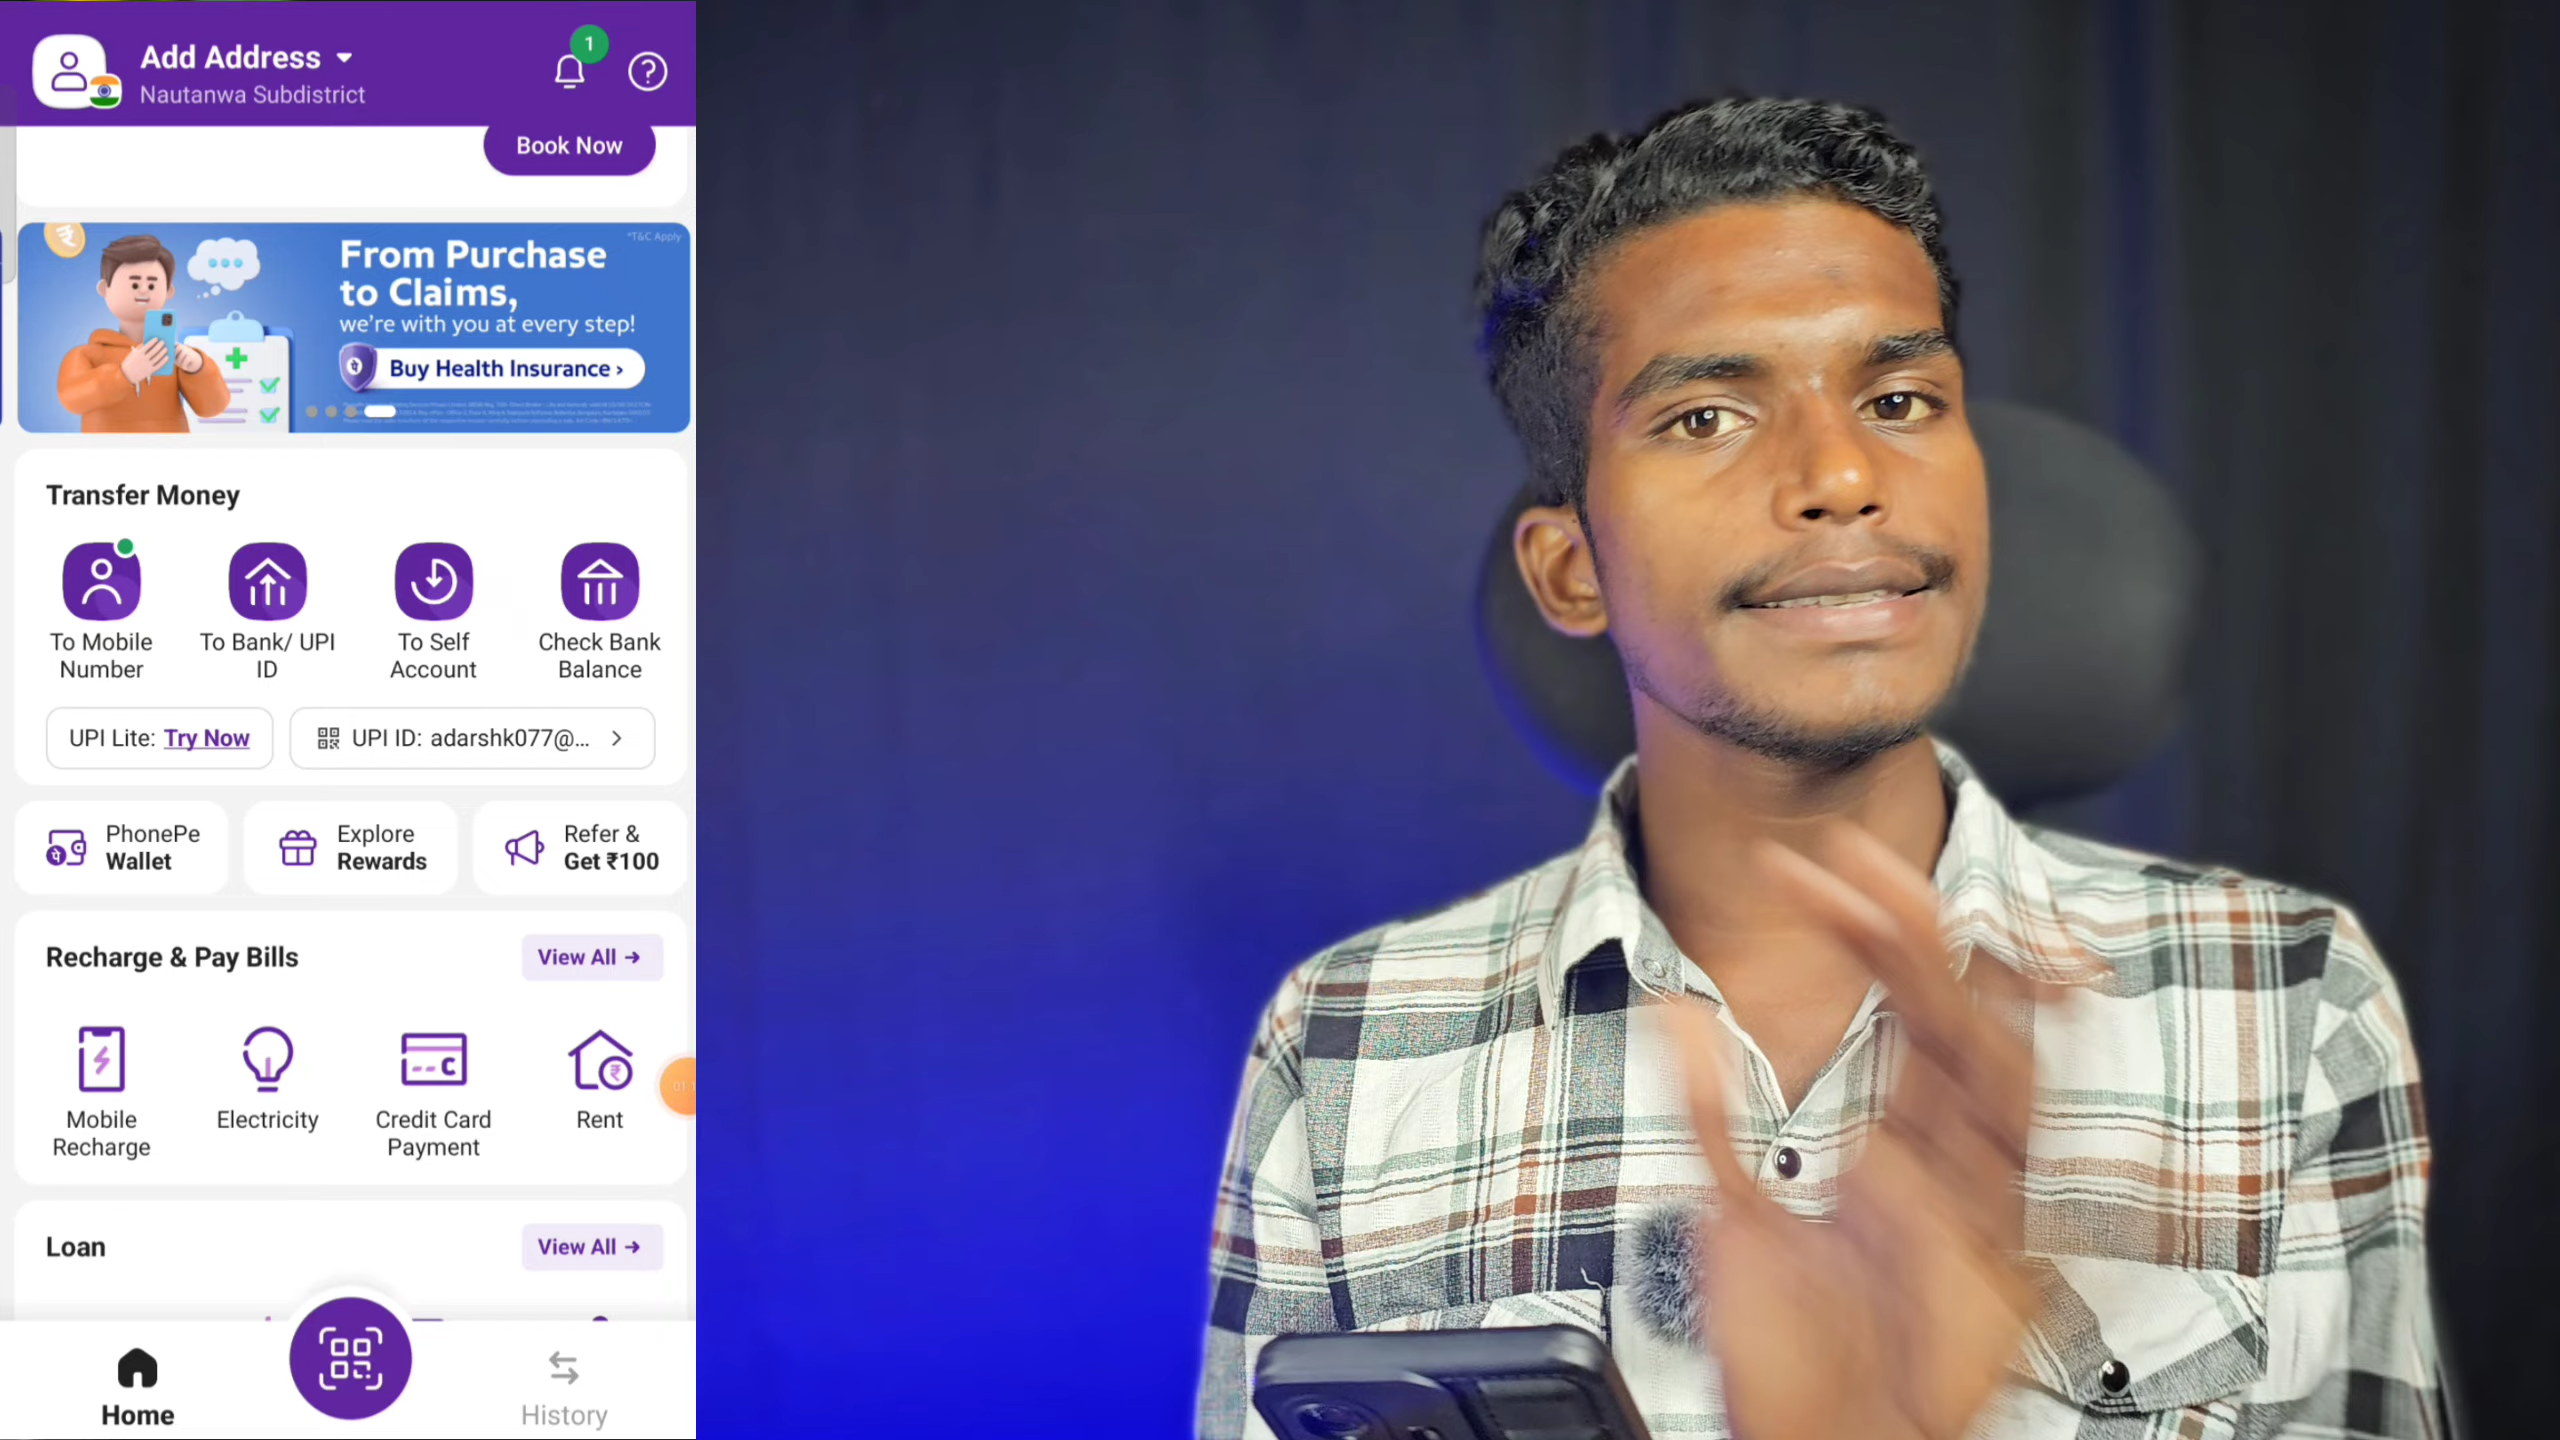 Add Address
1
?
Nautanwa Subdistrict
Book Now
*T&C Apply
From Purchase
to Claims,
we're with you at every step!
Buy Health Insurance ›
Transfer Money
To Mobile
Number
To Bank/ UPI
ID
To Self
Account
Check Bank
Balance
UPI Lite: Try Now
UPI ID: adarshk077@...
PhonePe
Wallet
Explore
Rewards
Refer &
Get ₹100
Recharge & Pay Bills
View All →
Mobile
Recharge
Electricity
Credit Card
Payment
Rent
Loan
View All →
Home
History